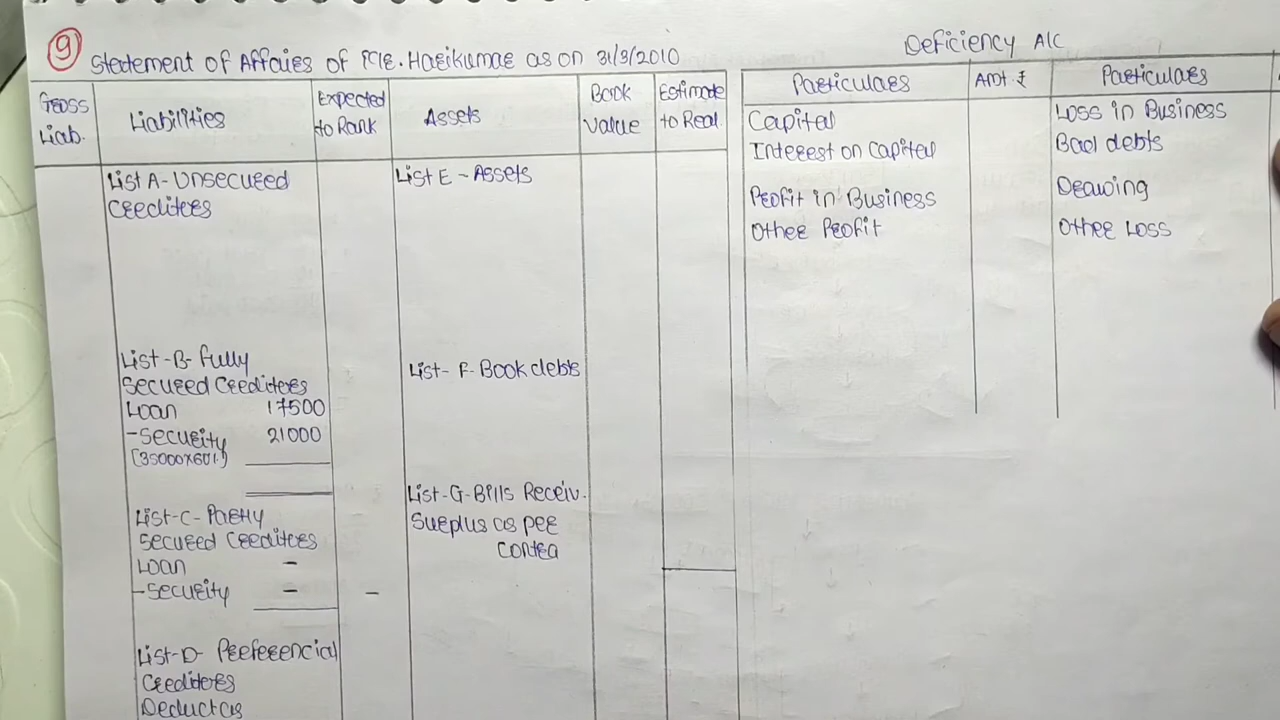 9
Statement of Affairs of Mr. Harikumar as on 31/3/2010
Gross
Liab.
Liabilities
Expected
to Rank
Assets
Book
Value
Estimate
to Real.
List A - Unsecured
Creditors
List E - Assets
List-B- Fully
Secured Creditors
Loan 17500
-Security 21000
(35000x60%)
List- F- Book debts
List-G-Bills Receiv.
Surplus as per
contra
List-C- Partly
Secured Creditors
Loan -
-Security - -
List-D- Preferencial
Creditors
Deduct as
Deficiency A/C
Particulars
Amt. ₹
Particulars
Capital
Interest on Capital
Profit in Business
Other Profit
Loss in Business
Bad debts
Drawing
Other Loss